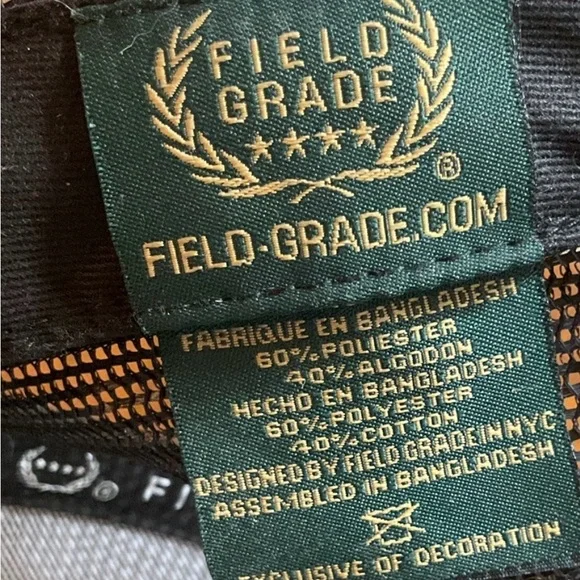 FIELD
GRADE
®
FIELD-GRADE.COM
FABRIQUE EN BANGLADESH
60% POLIESTER
40% ALGODON
HECHO EN BANGLADESH
60% POLYESTER
40% COTTON
DESIGNED BY FIELD GRADE IN NYC
ASSEMBLED IN BANGLADESH
EXCLUSIVE OF DECORATION